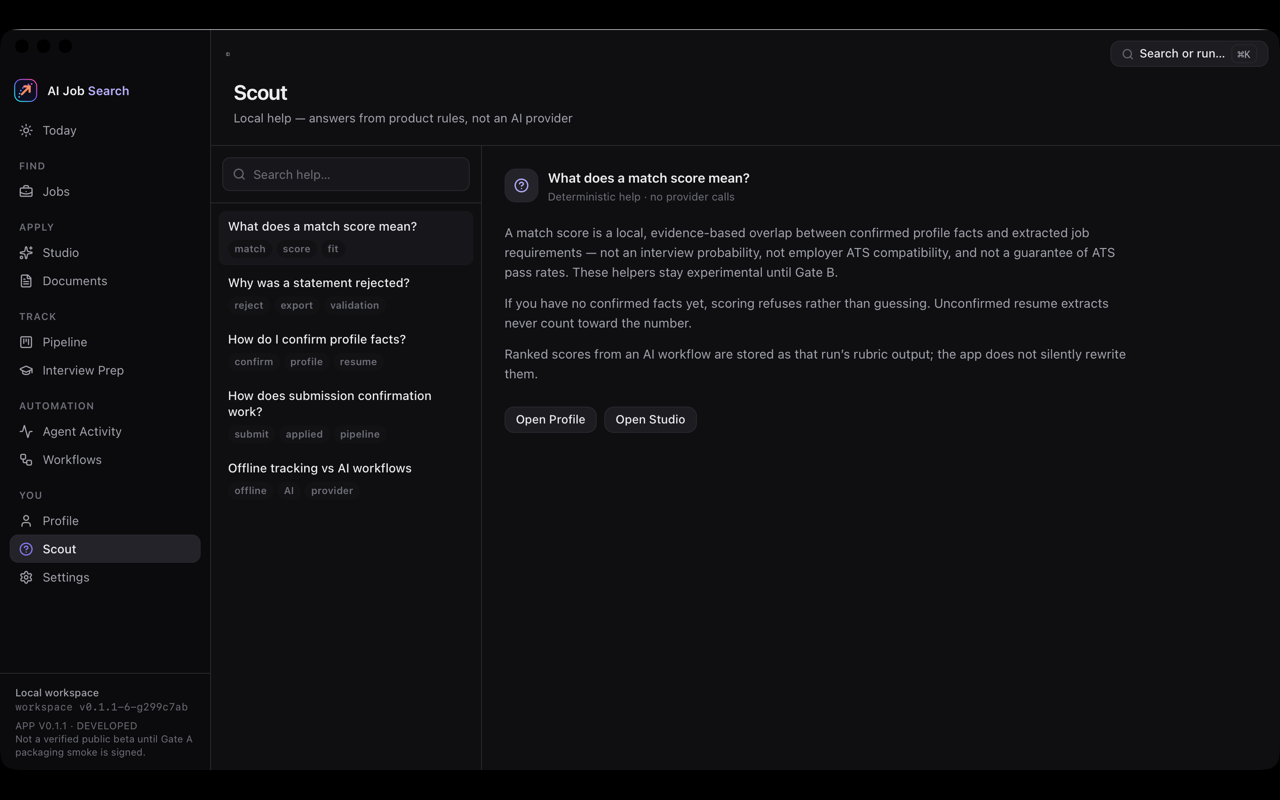 AI Job Search
Today
FIND
Jobs
APPLY
Studio
Documents
TRACK
Pipeline
Interview Prep
AUTOMATION
Agent Activity
Workflows
YOU
Profile
Scout
Settings
Local workspace
workspace v0.1.1-6-g299c7ab
APP V0.1.1 · DEVELOPED
Not a verified public beta until Gate A
packaging smoke is signed.
Search or run... ⌘K
Scout
Local help — answers from product rules, not an AI provider
Search help...
What does a match score mean?
match score fit
Why was a statement rejected?
reject export validation
How do I confirm profile facts?
confirm profile resume
How does submission confirmation
work?
submit applied pipeline
Offline tracking vs AI workflows
offline AI provider
What does a match score mean?
Deterministic help · no provider calls
A match score is a local, evidence-based overlap between confirmed profile facts and extracted job
requirements — not an interview probability, not employer ATS compatibility, and not a guarantee of ATS
pass rates. These helpers stay experimental until Gate B.
If you have no confirmed facts yet, scoring refuses rather than guessing. Unconfirmed resume extracts
never count toward the number.
Ranked scores from an AI workflow are stored as that run’s rubric output; the app does not silently rewrite
them.
Open Profile Open Studio